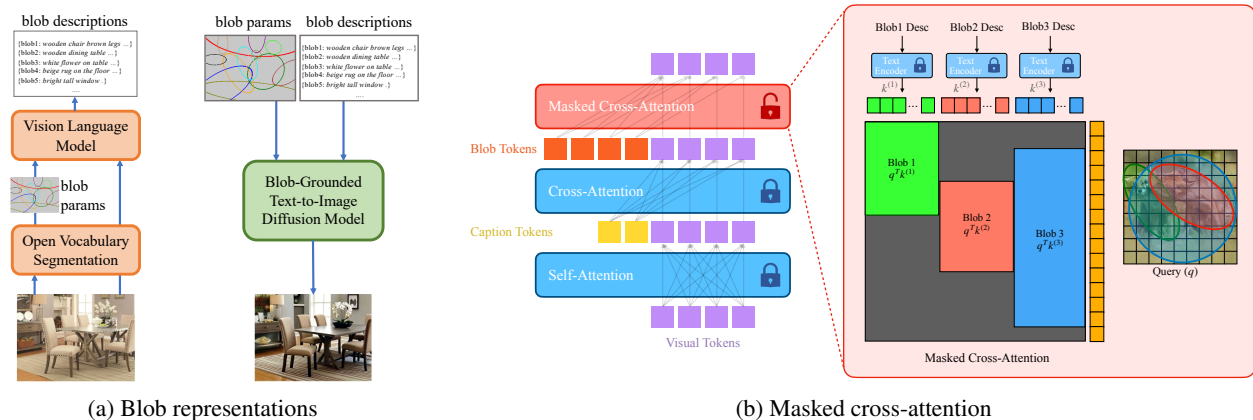 blob descriptions
{blob1: wooden chair brown legs ...}
{blob2: wooden dining table ...}
{blob3: white flower on table ...}
{blob4: beige rug on the floor ...}
{blob5: bright tall window .}
....
Vision Language
Model
blob
params
Open Vocabulary
Segmentation
blob params
blob descriptions
{blob1: wooden chair brown legs ...}
{blob2: wooden dining table ...}
{blob3: white flower on table ...}
{blob4: beige rug on the floor ...}
{blob5: bright tall window .}
....
Blob-Grounded
Text-to-Image
Diffusion Model
(a) Blob representations
Masked Cross-Attention
Blob Tokens
Cross-Attention
Caption Tokens
Self-Attention
Visual Tokens
Blob1 Desc
Blob2 Desc
Blob3 Desc
Text
Encoder
Text
Encoder
Text
Encoder
k⁽¹⁾
k⁽²⁾
k⁽³⁾
...
...
...
Blob 1
qᵀk⁽¹⁾
Blob 2
qᵀk⁽²⁾
Blob 3
qᵀk⁽³⁾
Query (q)
Masked Cross-Attention
(b) Masked cross-attention